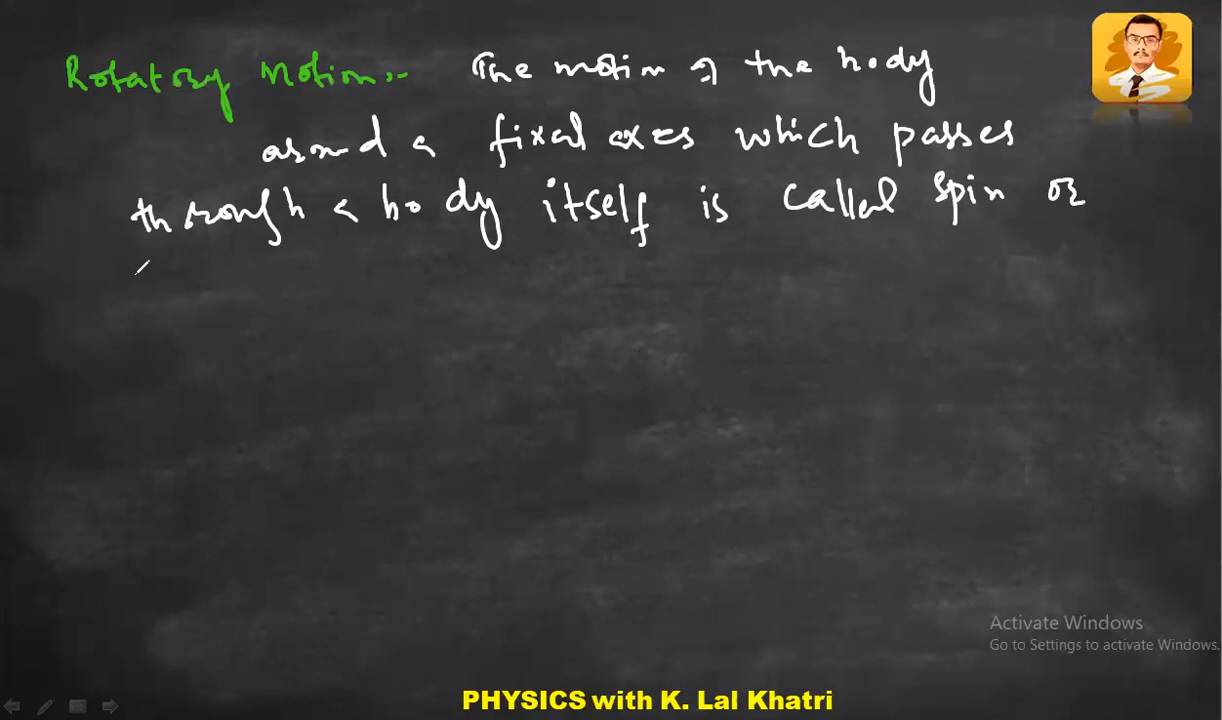 Rotatory Motion:- The motion of the body
around a fixed axes which passes
through a body itself is called spin or
Activate Windows
Go to Settings to activate Windows.
PHYSICS with K. Lal Khatri